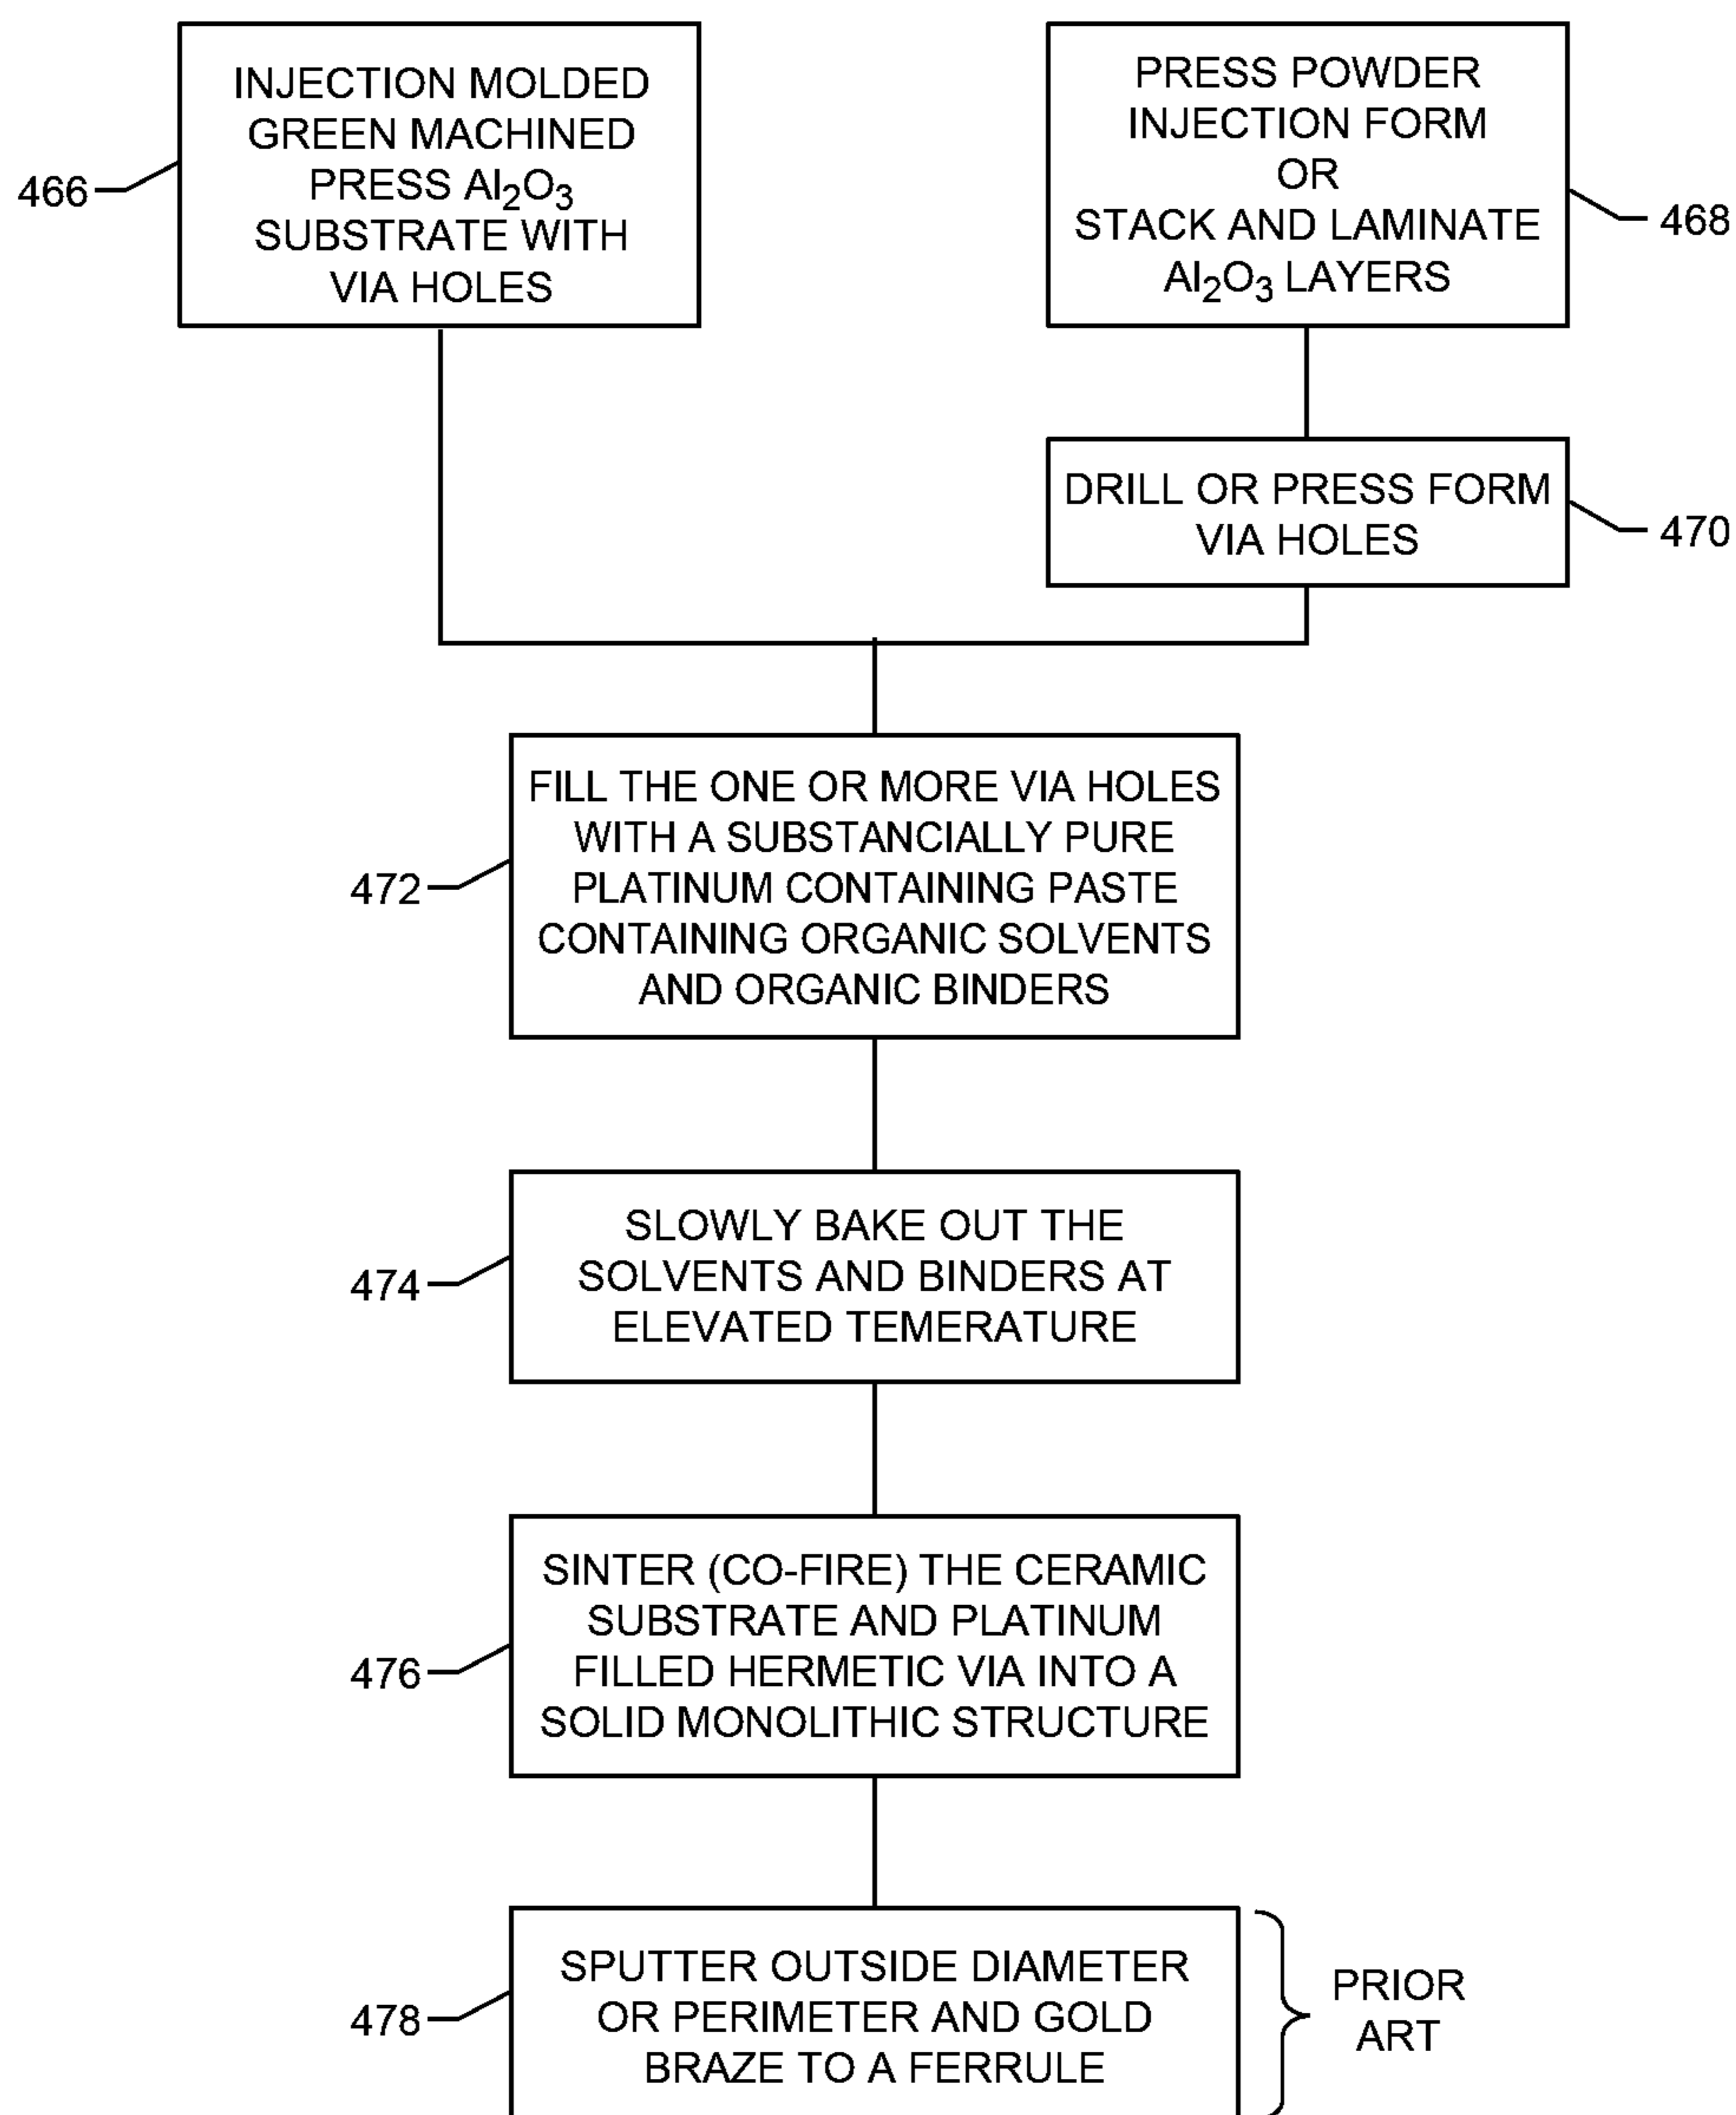 INJECTION MOLDED
GREEN MACHINED
PRESS Al₂O₃
SUBSTRATE WITH
VIA HOLES
466
PRESS POWDER
INJECTION FORM
OR
STACK AND LAMINATE
Al₂O₃ LAYERS
468
DRILL OR PRESS FORM
VIA HOLES
470
FILL THE ONE OR MORE VIA HOLES
WITH A SUBSTANCIALLY PURE
PLATINUM CONTAINING PASTE
CONTAINING ORGANIC SOLVENTS
AND ORGANIC BINDERS
472
SLOWLY BAKE OUT THE
SOLVENTS AND BINDERS AT
ELEVATED TEMERATURE
474
SINTER (CO-FIRE) THE CERAMIC
SUBSTRATE AND PLATINUM
FILLED HERMETIC VIA INTO A
SOLID MONOLITHIC STRUCTURE
476
SPUTTER OUTSIDE DIAMETER
OR PERIMETER AND GOLD
BRAZE TO A FERRULE
478
PRIOR
ART